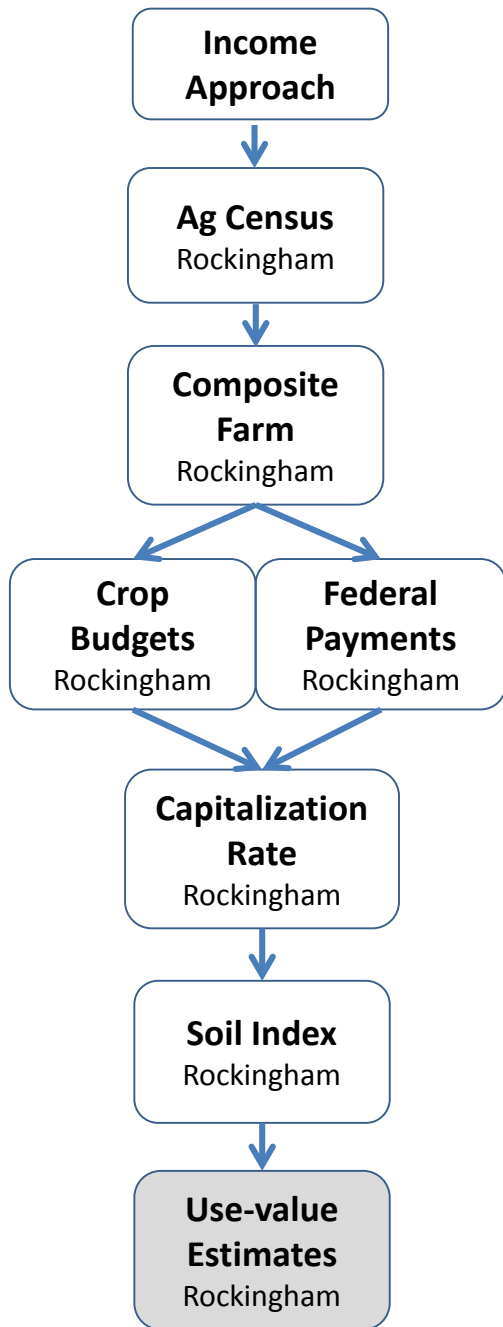 Income
Approach
Ag Census
Rockingham
Composite
Farm
Rockingham
Crop
Budgets
Rockingham
Federal
Payments
Rockingham
Capitalization
Rate
Rockingham
Soil Index
Rockingham
Use-value
Estimates
Rockingham